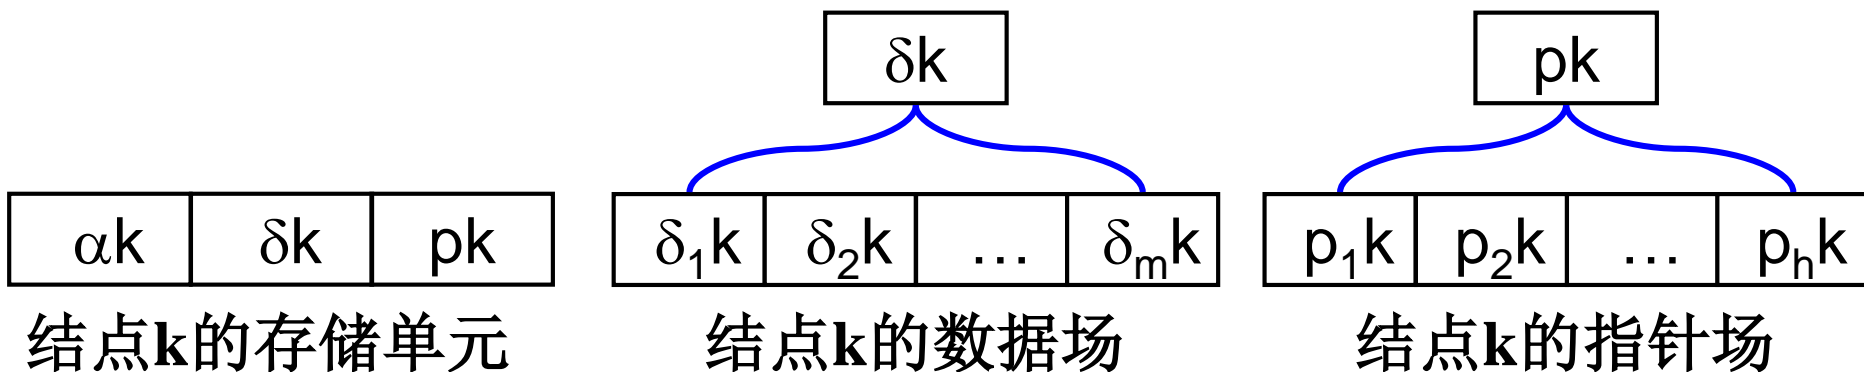 δk pk
αk δk pk δ₁k δ₂k … δₘk p₁k p₂k … pₕk
结点k的存储单元 结点k的数据场 结点k的指针场